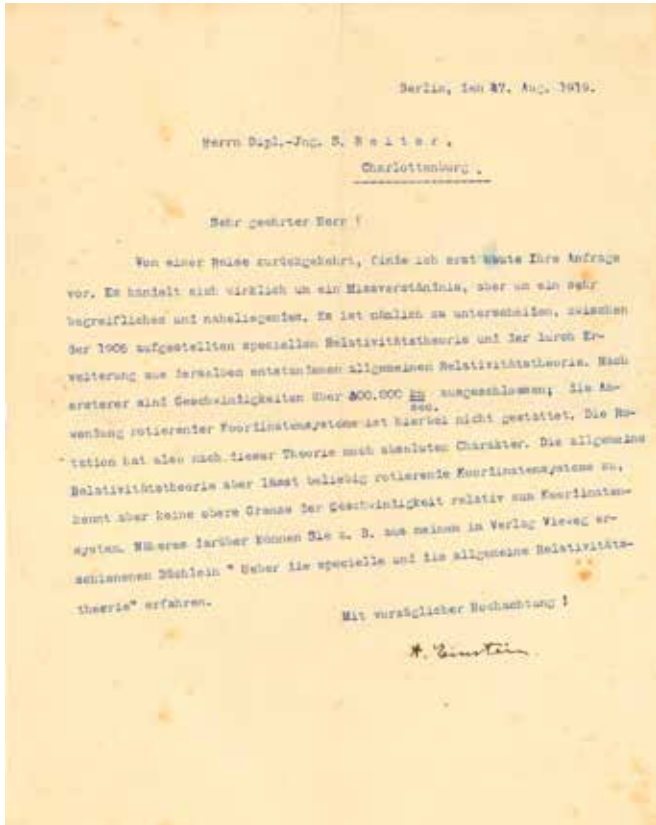 Berlin, den 27. Aug. 1919.
Herrn Dipl.-Jng. S. R e i t e r ,
Charlottenburg .
Sehr geehrter Herr !
Von einer Reise zurückgekehrt, finde ich erst heute Ihre Anfrage
vor. Es handelt sich wirklich um ein Missverständnis, aber um ein sehr
begreifliches und naheliegendes. Es ist nämlich zu unterscheiden, zwischen
der 1905 aufgestellten speciellen Relativitätstheorie und der durch Er-
weiterung aus derselben entstandenen allgemeinen Relativitätstheorie. Nach
ersterer sind Geschwindigkeiten über 300.000 km ausgeschlossen; die An-
sec.
wendung rotierender Koordinatensysteme ist hierbei nicht gestattet. Die Ro-
tation hat also nach dieser Theorie noch absoluten Charakter. Die allgemeine
Relativitätstheorie aber lässt beliebig rotierende Koordinatensysteme zu,
kennt aber keine obere Grenze der Geschwindigkeit relativ zum Koordinaten-
system. Näheres darüber können Sie z. B. aus meinem im Verlag Vieweg er-
schienenen Büchlein " Ueber die specielle und die allgemeine Relativitäts-
theorie" erfahren.
Mit vorzüglicher Hochachtung !
A. Einstein.